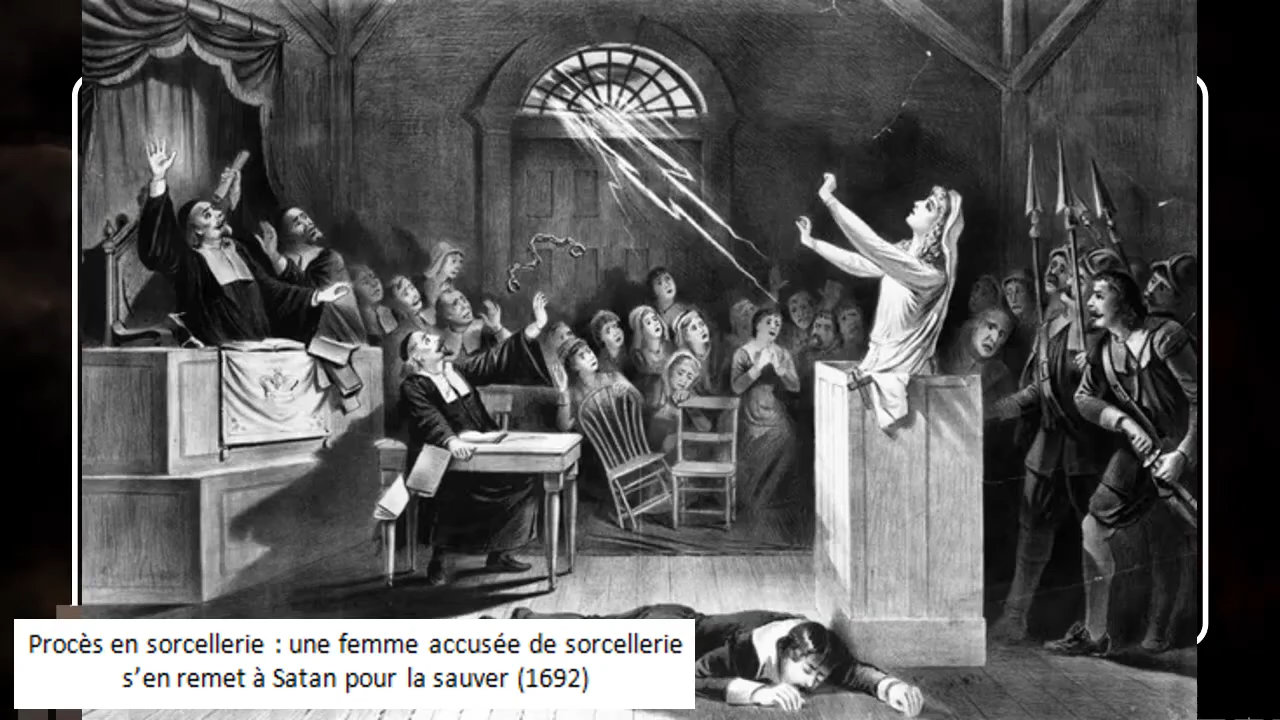 Procès en sorcellerie : une femme accusée de sorcellerie
s’en remet à Satan pour la sauver (1692)